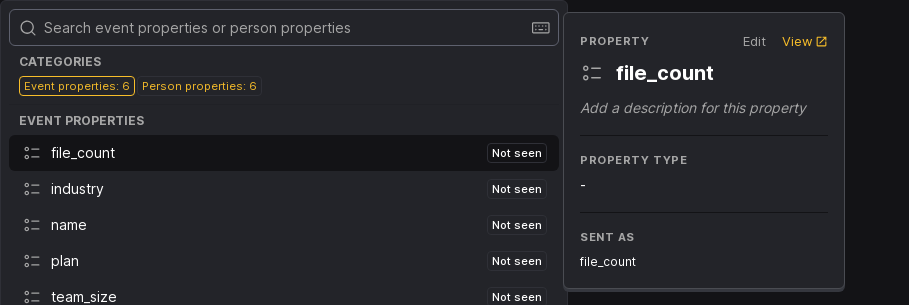 Search event properties or person properties
CATEGORIES
Event properties: 6 Person properties: 6
EVENT PROPERTIES
file_count Not seen
industry Not seen
name Not seen
plan Not seen
team_size Not seen
PROPERTY Edit View
file_count
Add a description for this property
PROPERTY TYPE
-
SENT AS
file_count